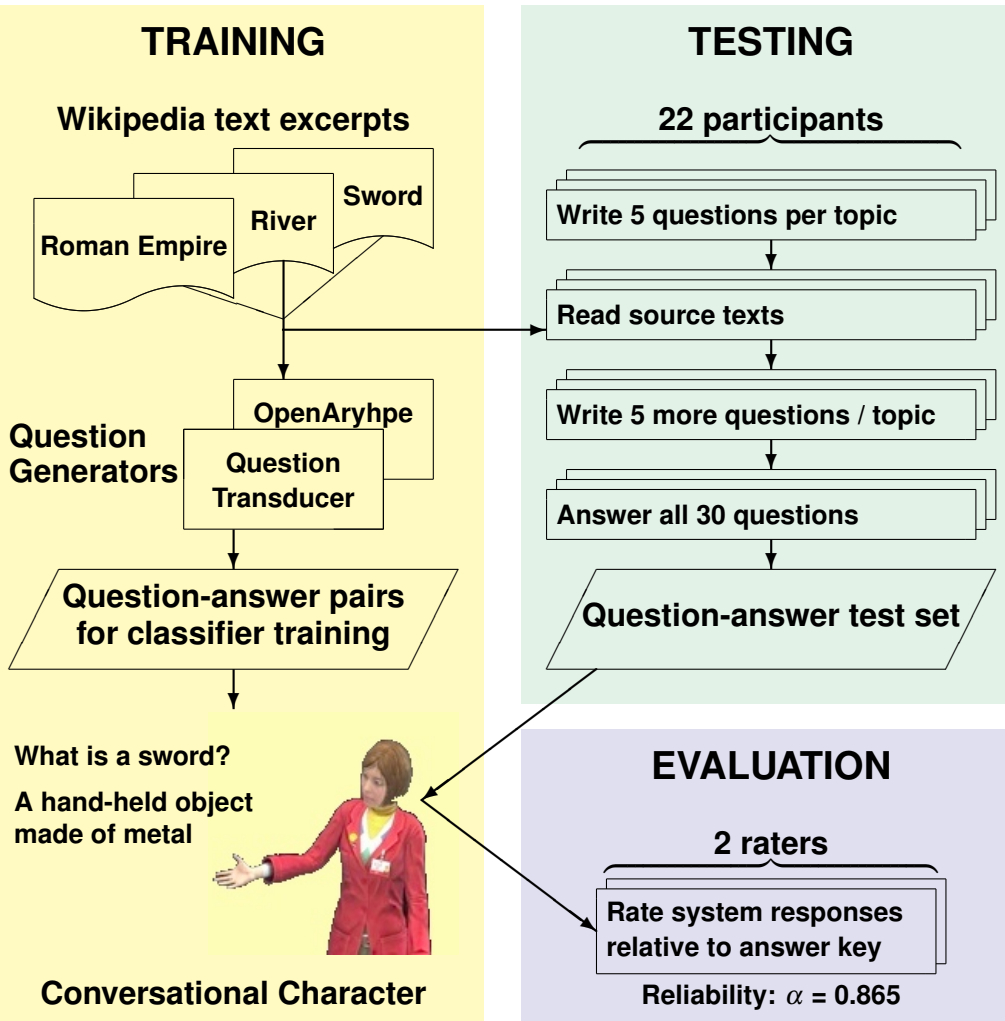 TRAINING
Wikipedia text excerpts
Sword
River
Roman Empire
OpenAryhpe
Question
Generators
Question
Transducer
Question-answer pairs
for classifier training
What is a sword?
A hand-held object
made of metal
Conversational Character
TESTING
22 participants
Write 5 questions per topic
Read source texts
Write 5 more questions / topic
Answer all 30 questions
Question-answer test set
EVALUATION
2 raters
Rate system responses
relative to answer key
Reliability: α = 0.865